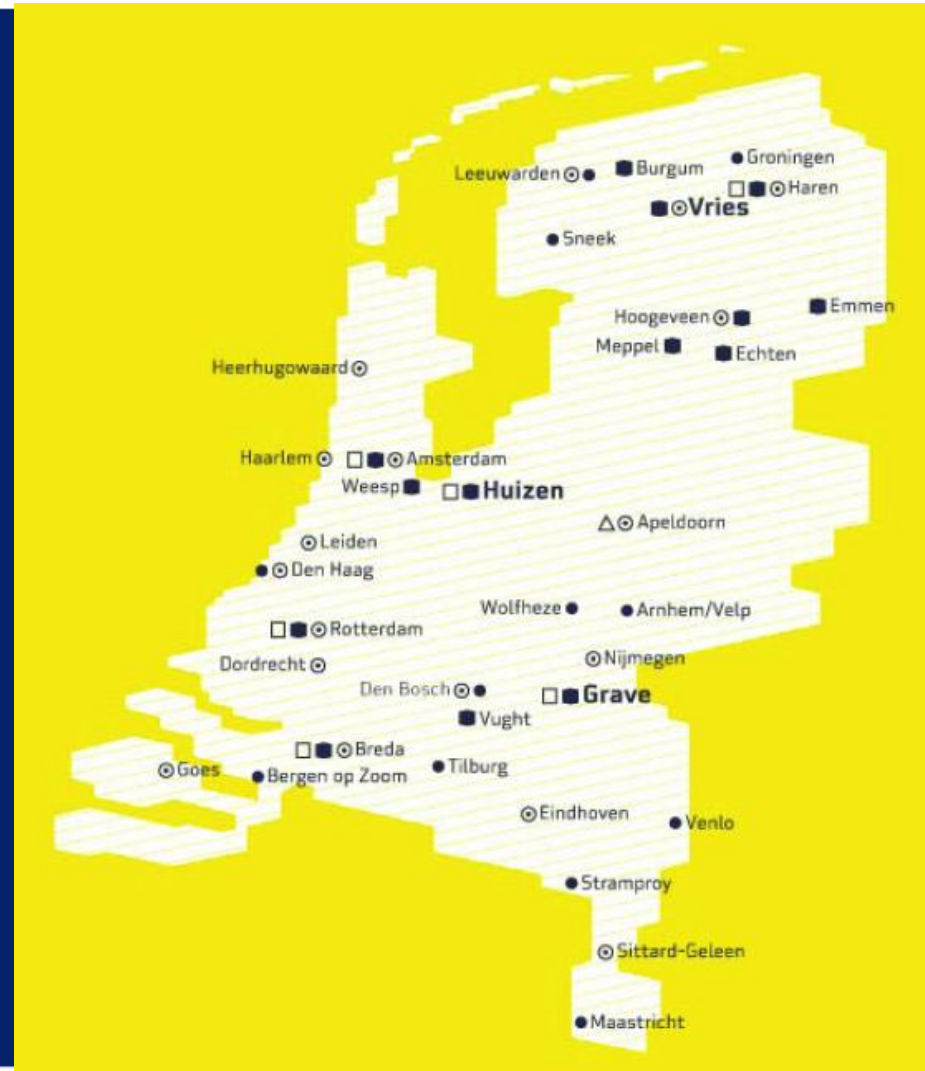 Groningen
Leeuwarden
Burgum
Haren
Vries
Sneek
Emmen
Hoogeveen
Meppel
Echten
Heerhugowaard
Haarlem
Amsterdam
Weesp
Huizen
Apeldoorn
Leiden
Den Haag
Wolfheze
Arnhem/Velp
Rotterdam
Nijmegen
Dordrecht
Den Bosch
Grave
Vught
Breda
Tilburg
Goes
Bergen op Zoom
Eindhoven
Venlo
Stramproy
Sittard-Geleen
Maastricht